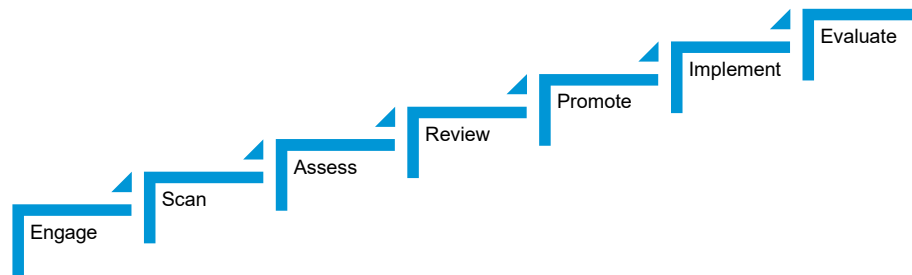 Engage
Scan
Assess
Review
Promote
Implement
Evaluate